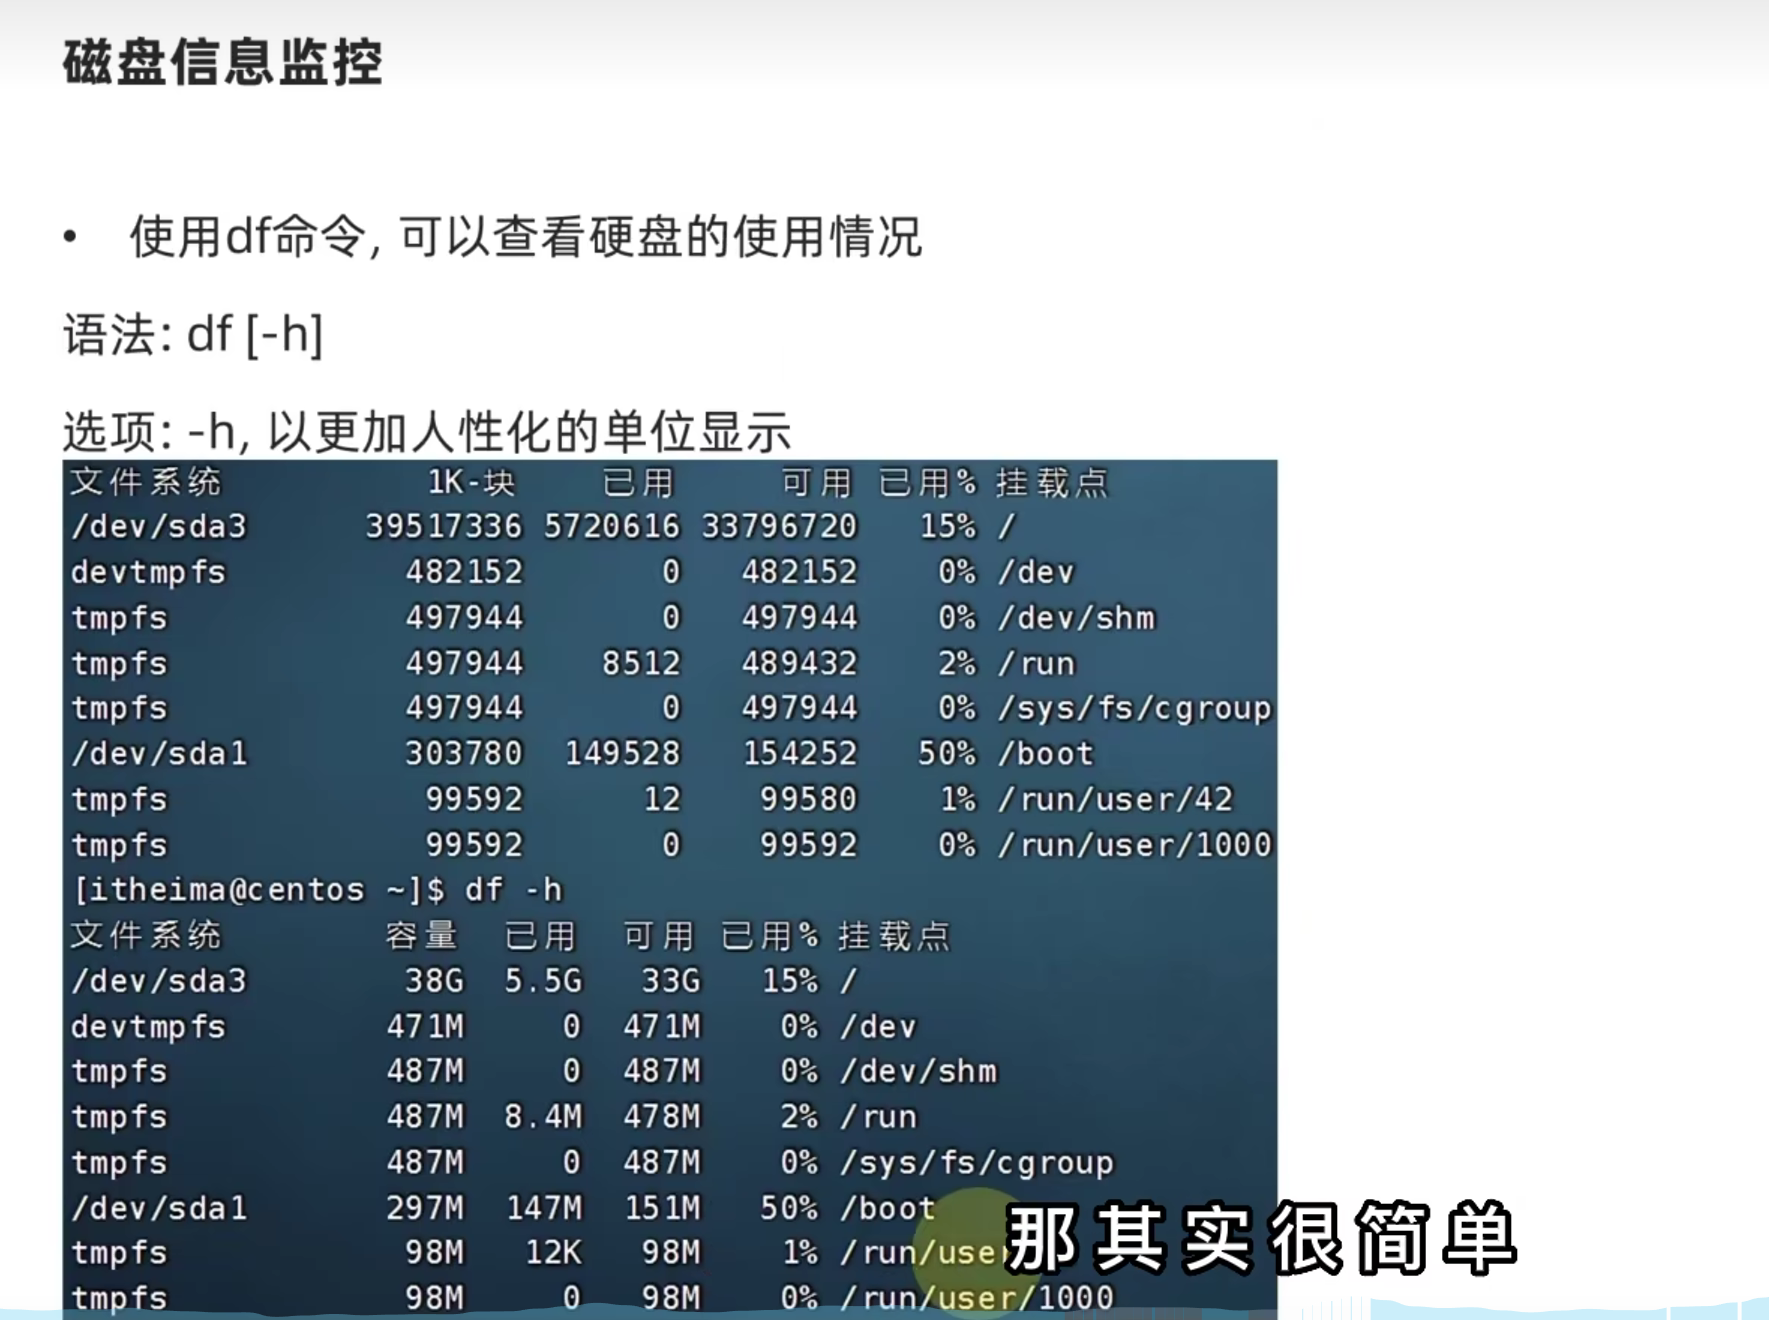 磁盘信息监控
• 使用df命令, 可以查看硬盘的使用情况
语法: df [-h]
选项: -h, 以更加人性化的单位显示
文件系统 1K-块 已用 可用 已用% 挂载点
/dev/sda3 39517336 5720616 33796720 15% /
devtmpfs 482152 0 482152 0% /dev
tmpfs 497944 0 497944 0% /dev/shm
tmpfs 497944 8512 489432 2% /run
tmpfs 497944 0 497944 0% /sys/fs/cgroup
/dev/sda1 303780 149528 154252 50% /boot
tmpfs 99592 12 99580 1% /run/user/42
tmpfs 99592 0 99592 0% /run/user/1000
[itheima@centos ~]$ df -h
文件系统 容量 已用 可用 已用% 挂载点
/dev/sda3 38G 5.5G 33G 15% /
devtmpfs 471M 0 471M 0% /dev
tmpfs 487M 0 487M 0% /dev/shm
tmpfs 487M 8.4M 478M 2% /run
tmpfs 487M 0 487M 0% /sys/fs/cgroup
/dev/sda1 297M 147M 151M 50% /boot
tmpfs 98M 12K 98M 1% /run/use
那其实很简单
tmpfs 98M 0 98M 0% /run/user/1000